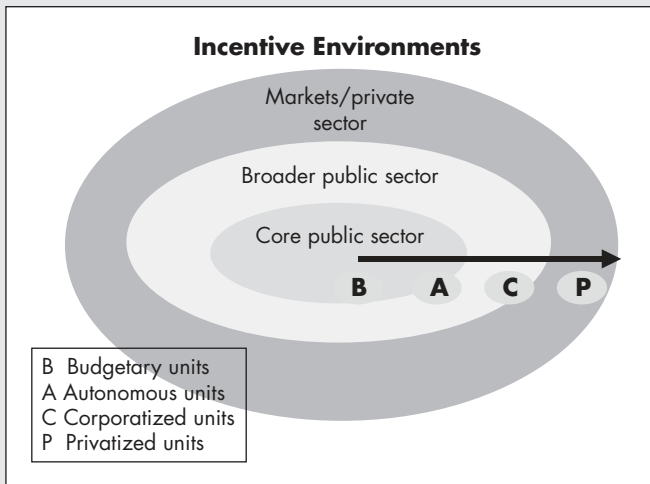 Incentive Environments
Markets/private
sector
Broader public sector
Core public sector
B A C P
B Budgetary units
A Autonomous units
C Corporatized units
P Privatized units